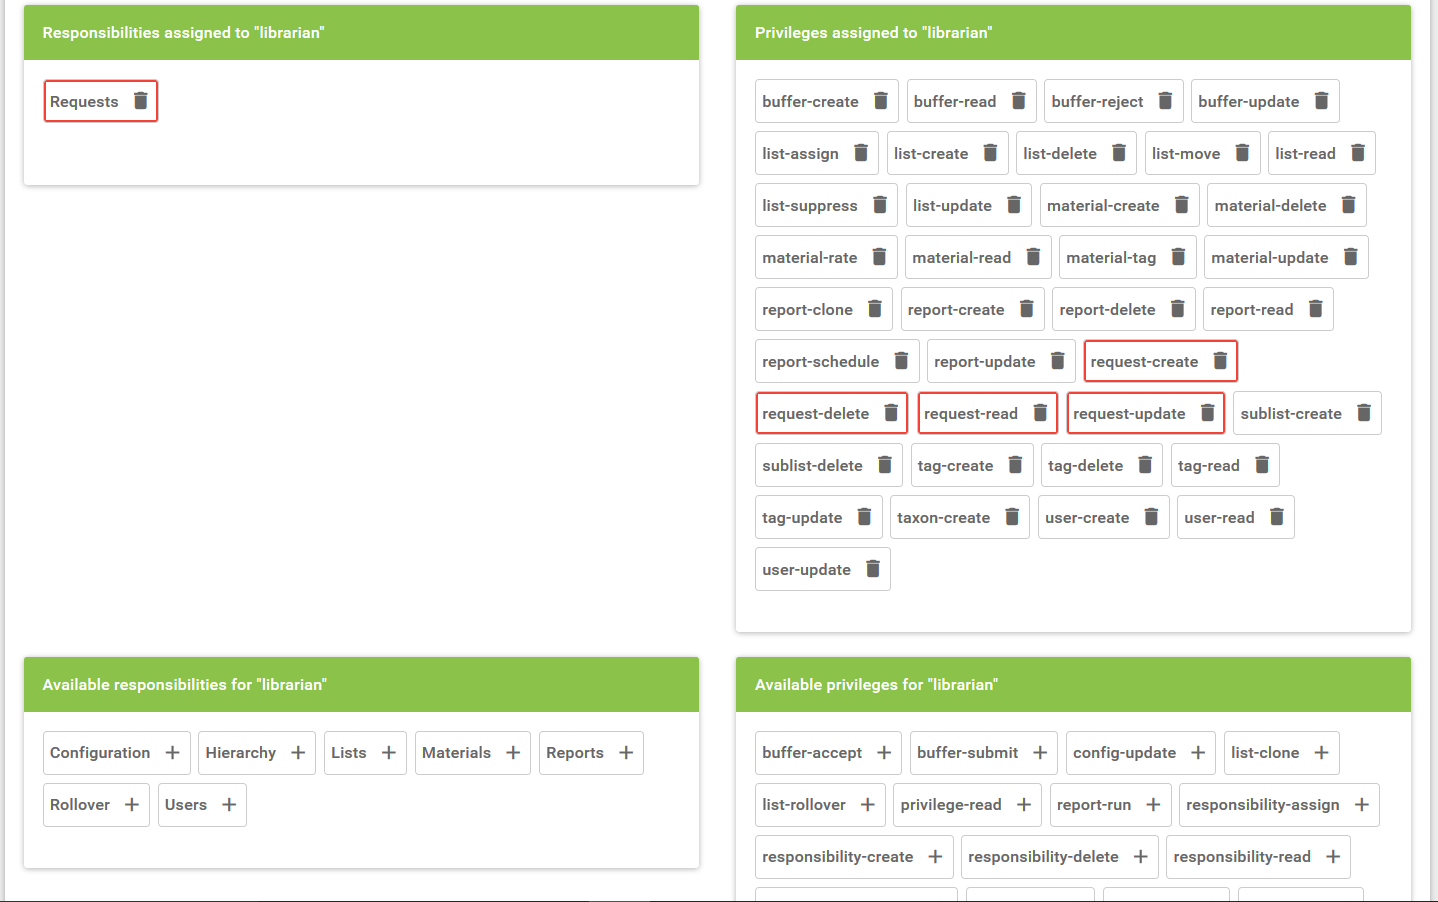 Responsibilities assigned to "librarian"
Requests
Privileges assigned to "librarian"
buffer-create buffer-read buffer-reject buffer-update
list-assign list-create list-delete list-move list-read
list-suppress list-update material-create material-delete
material-rate material-read material-tag material-update
report-clone report-create report-delete report-read
report-schedule report-update request-create
request-delete request-read request-update sublist-create
sublist-delete tag-create tag-delete tag-read
tag-update taxon-create user-create user-read
user-update
Available responsibilities for "librarian"
Configuration + Hierarchy + Lists + Materials + Reports +
Rollover + Users +
Available privileges for "librarian"
buffer-accept + buffer-submit + config-update + list-clone +
list-rollover + privilege-read + report-run + responsibility-assign +
responsibility-create + responsibility-delete + responsibility-read +